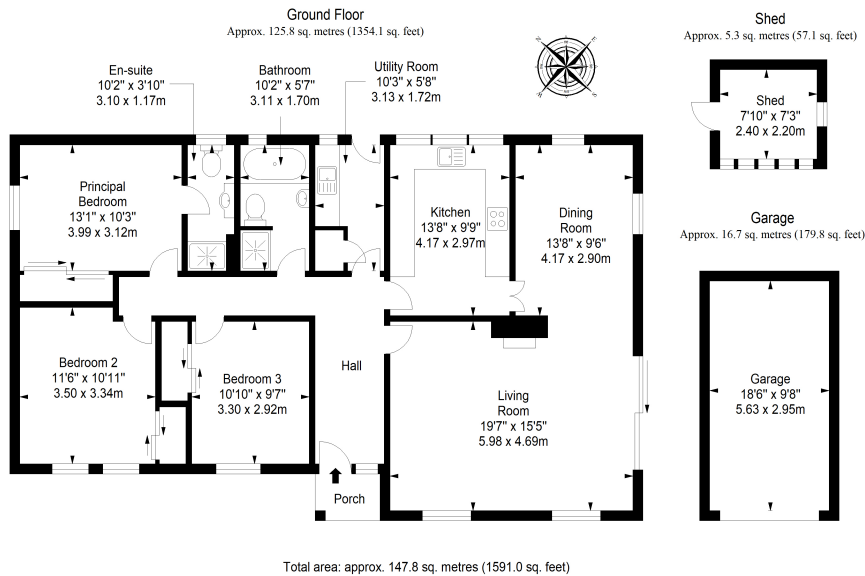 Ground Floor
Approx. 125.8 sq. metres (1354.1 sq. feet)
Shed
Approx. 5.3 sq. metres (57.1 sq. feet)
En-suite
10'2" x 3'10"
3.10 x 1.17m
Bathroom
10'2" x 5'7"
3.11 x 1.70m
Utility Room
10'3" x 5'8"
3.13 x 1.72m
N
E
S
W
Shed
7'10" x 7'3"
2.40 x 2.20m
Principal
Bedroom
13'1" x 10'3"
3.99 x 3.12m
Kitchen
13'8" x 9'9"
4.17 x 2.97m
Dining
Room
13'8" x 9'6"
4.17 x 2.90m
Garage
Approx. 16.7 sq. metres (179.8 sq. feet)
Bedroom 2
11'6" x 10'11"
3.50 x 3.34m
Bedroom 3
10'10" x 9'7"
3.30 x 2.92m
Hall
Living
Room
19'7" x 15'5"
5.98 x 4.69m
Garage
18'6" x 9'8"
5.63 x 2.95m
Porch
Total area: approx. 147.8 sq. metres (1591.0 sq. feet)